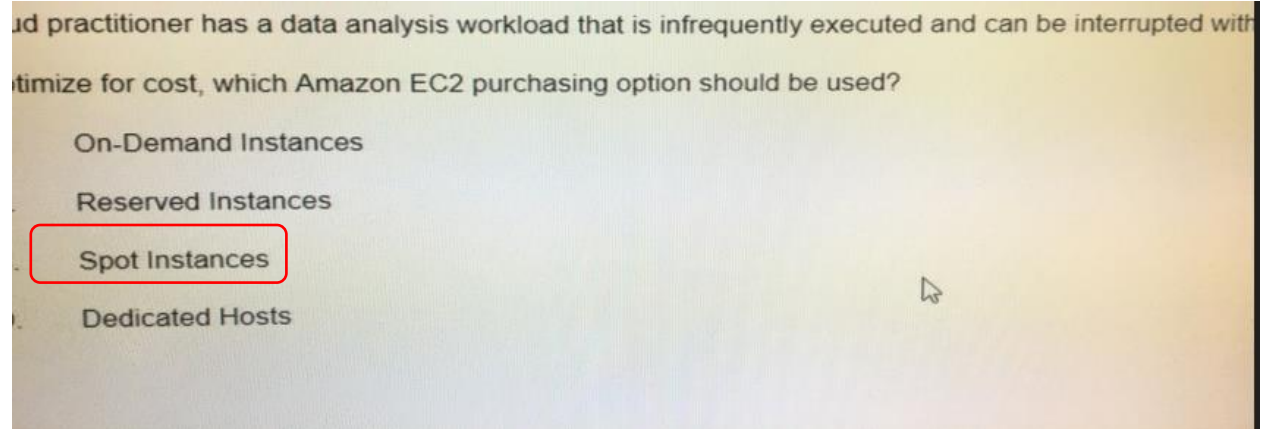 ud practitioner has a data analysis workload that is infrequently executed and can be interrupted with
timize for cost, which Amazon EC2 purchasing option should be used?
On-Demand Instances
Reserved Instances
Spot Instances
Dedicated Hosts